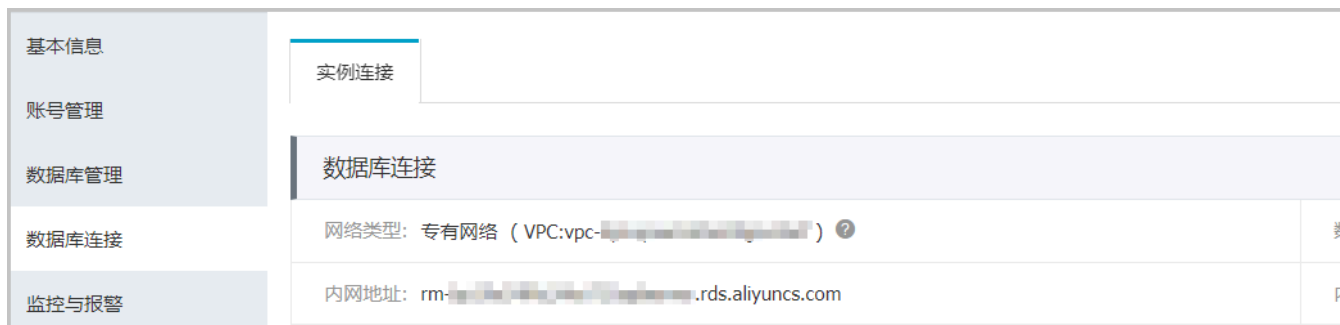 基本信息
账号管理
数据库管理
数据库连接
监控与报警
实例连接
数据库连接
网络类型: 专有网络 ( VPC:vpc- )
内网地址: rm- .rds.aliyuncs.com